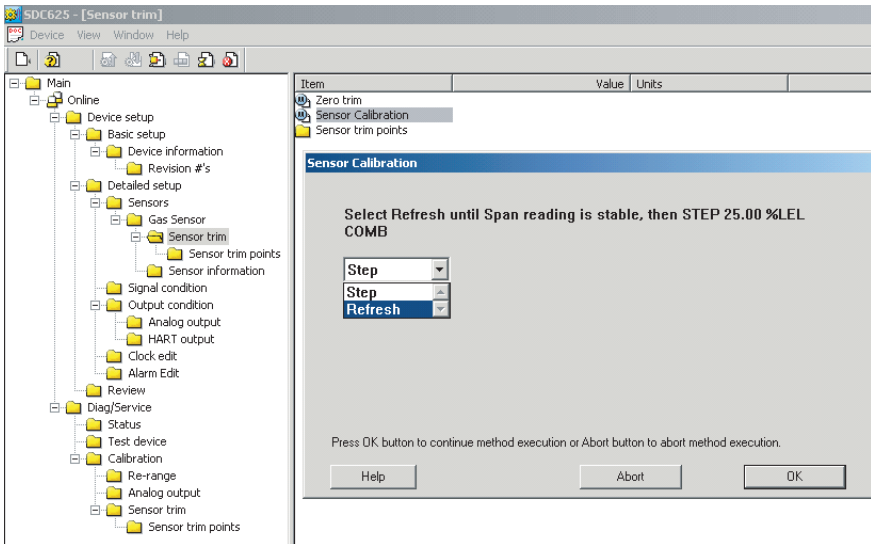 SDC625 - [Sensor trim]
Device View Window Help
Main
Online
Device setup
Basic setup
Device information
Revision #'s
Detailed setup
Sensors
Gas Sensor
Sensor trim
Sensor trim points
Sensor information
Signal condition
Output condition
Analog output
HART output
Clock edit
Alarm Edit
Review
Diag/Service
Status
Test device
Calibration
Re-range
Analog output
Sensor trim
Sensor trim points
Item Value Units
Zero trim
Sensor Calibration
Sensor trim points
Sensor Calibration
Select Refresh until Span reading is stable, then STEP 25.00 %LEL
COMB
Step
Step
Refresh
Press OK button to continue method execution or Abort button to abort method execution.
Help Abort OK